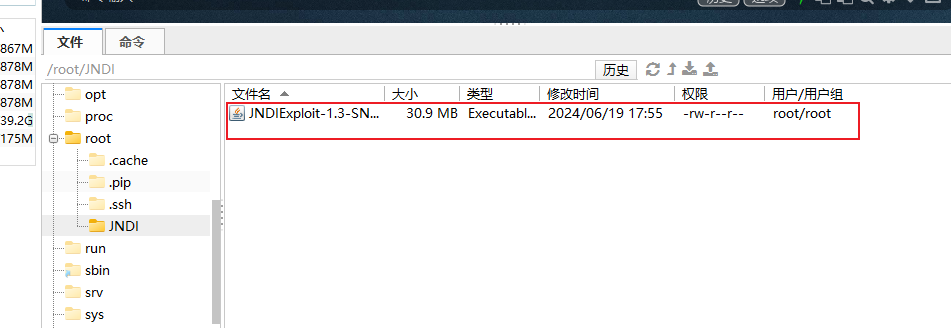 867M
878M
878M
878M
39.2G
175M
文件 命令
/root/JNDI 历史
opt
proc
root
.cache
.pip
.ssh
JNDI
run
sbin
srv
sys
文件名 大小 类型 修改时间 权限 用户/用户组
JNDIExploit-1.3-SN... 30.9 MB Executabl... 2024/06/19 17:55 -rw-r--r-- root/root